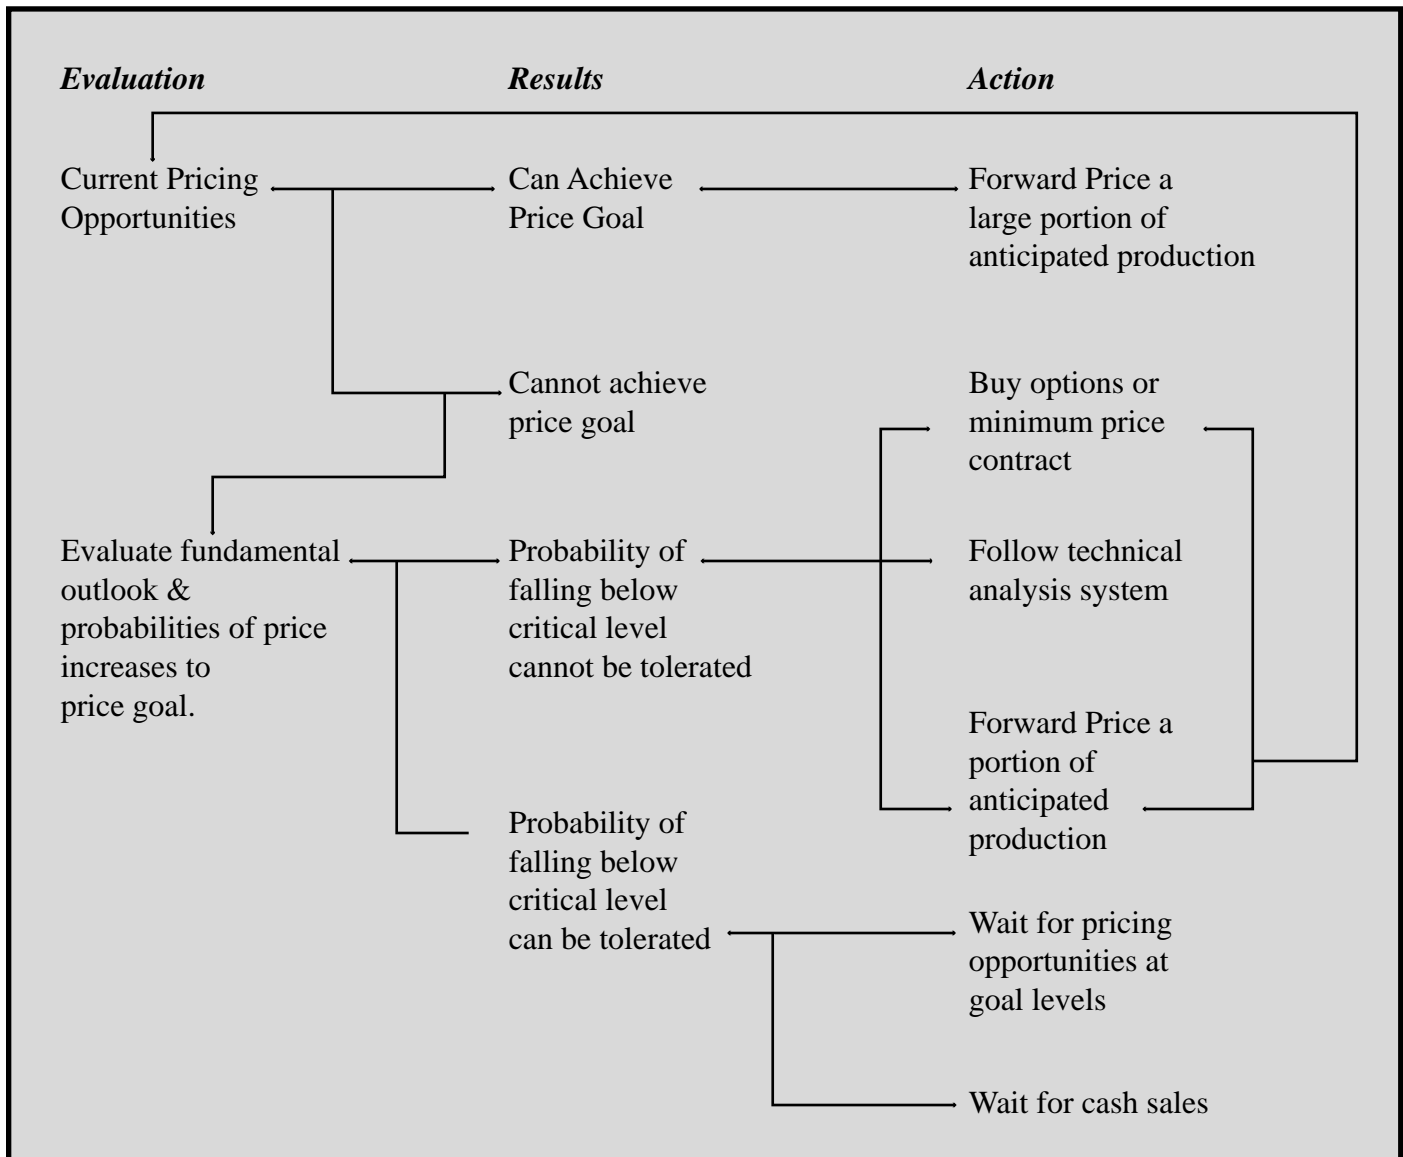 Evaluation
Results
Action
Current Pricing
Opportunities
Can Achieve
Price Goal
Forward Price a
large portion of
anticipated production
Cannot achieve
price goal
Buy options or
minimum price
contract
Evaluate fundamental
outlook &
probabilities of price
increases to
price goal.
Probability of
falling below
critical level
cannot be tolerated
Follow technical
analysis system
Forward Price a
portion of
anticipated
production
Probability of
falling below
critical level
can be tolerated
Wait for pricing
opportunities at
goal levels
Wait for cash sales